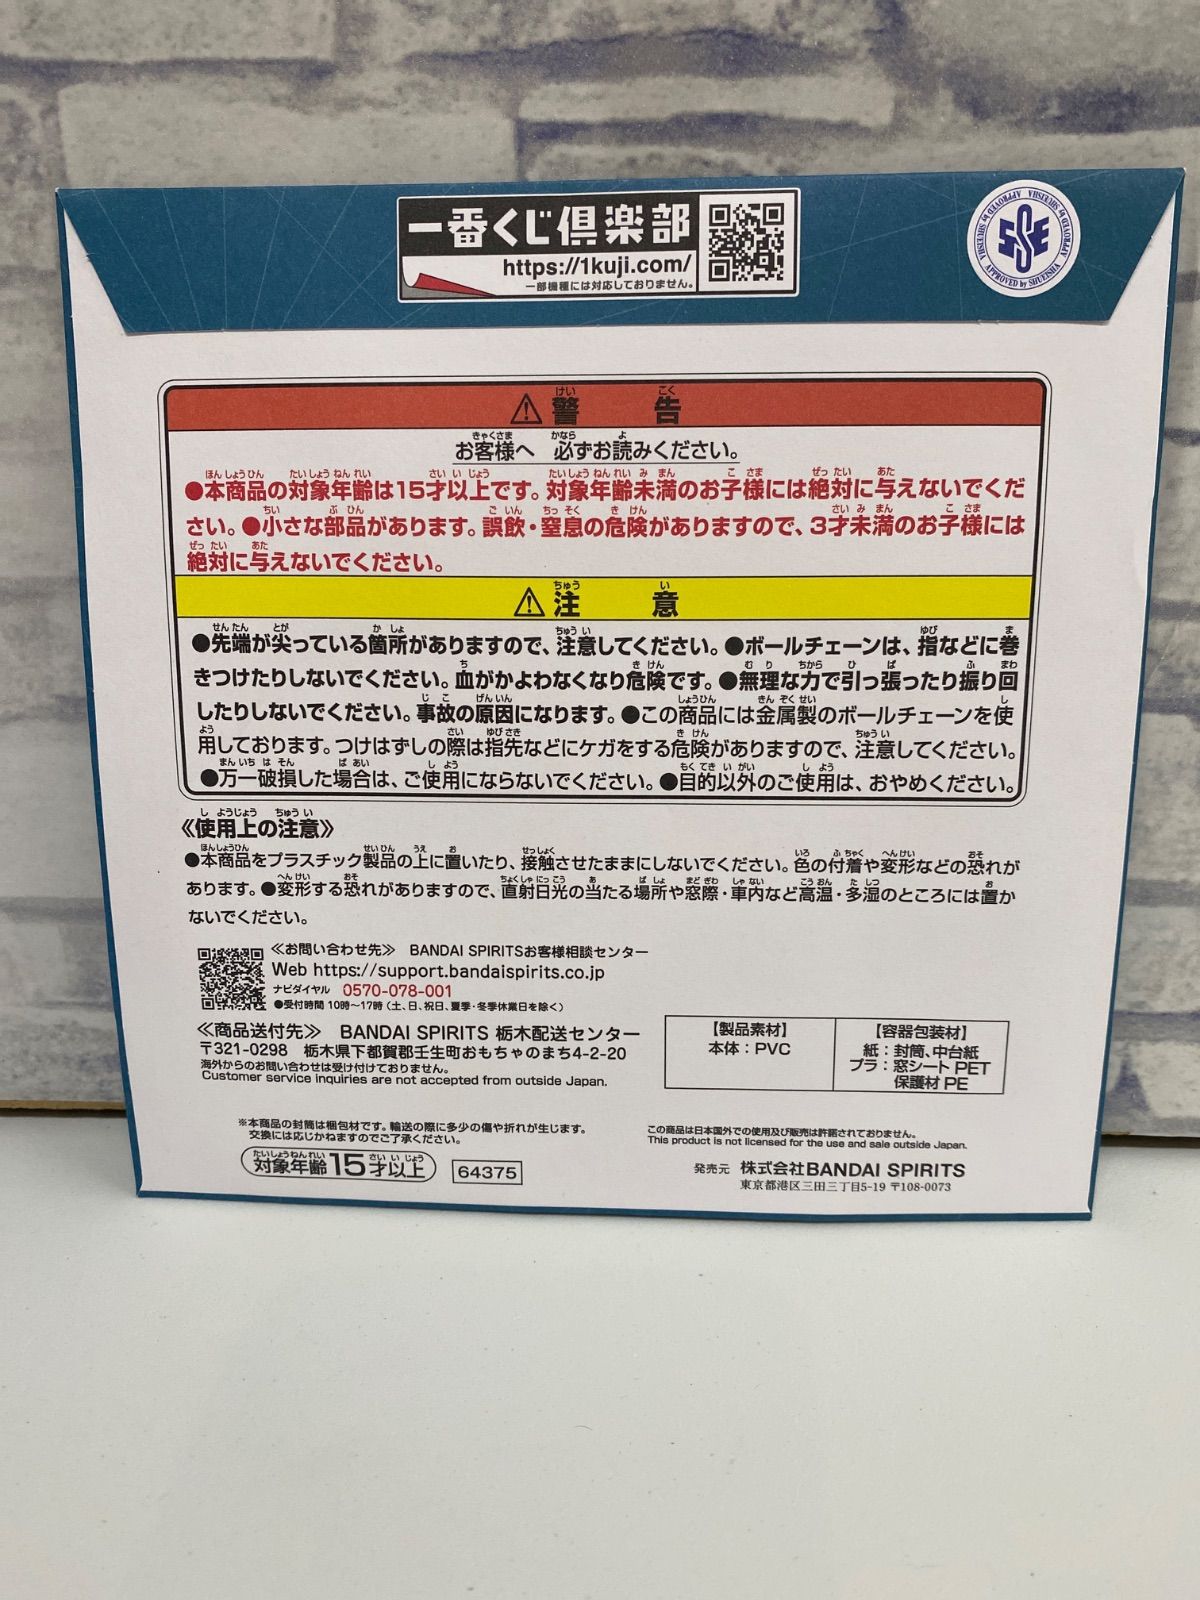 一番くじ倶楽部
https://1kuji.com/
一部機種には対応しておりません。
APPROVED by SHUEISHA APPROVED by SHUEISHA
SE
⚠警告
お客様へ 必ずお読みください。
●本商品の対象年齢は15才以上です。対象年齢未満のお子様には絶対に与えないでくだ
さい。●小さな部品があります。誤飲・窒息の危険がありますので、3才未満のお子様には
絶対に与えないでください。
⚠注意
●先端が尖っている箇所がありますので、注意してください。●ボールチェーンは、指などに巻
きつけたりしないでください。血がかよわなくなり危険です。●無理な力で引っ張ったり振り回
したりしないでください。事故の原因になります。●この商品には金属製のボールチェーンを使
用しております。つけはずしの際は指先などにケガをする危険がありますので、注意してください。
●万一破損した場合は、ご使用にならないでください。●目的以外のご使用は、おやめください。
《使用上の注意》
●本商品をプラスチック製品の上に置いたり、接触させたままにしないでください。色の付着や変形などの恐れが
あります。●変形する恐れがありますので、直射日光の当たる場所や窓際・車内など高温・多湿のところには置か
ないでください。
≪お問い合わせ先≫ BANDAI SPIRITSお客様相談センター
Web https://support.bandaispirits.co.jp
ナビダイヤル 0570-078-001
●受付時間 10時～17時(土、日、祝日、夏季・冬季休業日を除く)
≪商品送付先≫ BANDAI SPIRITS 栃木配送センター
〒321-0298 栃木県下都賀郡壬生町おもちゃのまち4-2-20
海外からのお問い合わせは受け付けておりません。
Customer service inquiries are not accepted from outside Japan.
【製品素材】
本体：PVC
【容器包装材】
紙：封筒、中台紙
プラ：窓シート PET
保護材 PE
※本商品の封筒は梱包材です。輸送の際に多少の傷や折れが生じます。
交換には応じかねますのでご了承ください。
対象年齢15才以上
64375
この商品は日本国外での使用及び販売は許諾されておりません。
This product is not licensed for the use and sale outside Japan.
発売元 株式会社BANDAI SPIRITS
東京都港区三田三丁目5-19 〒108-0073